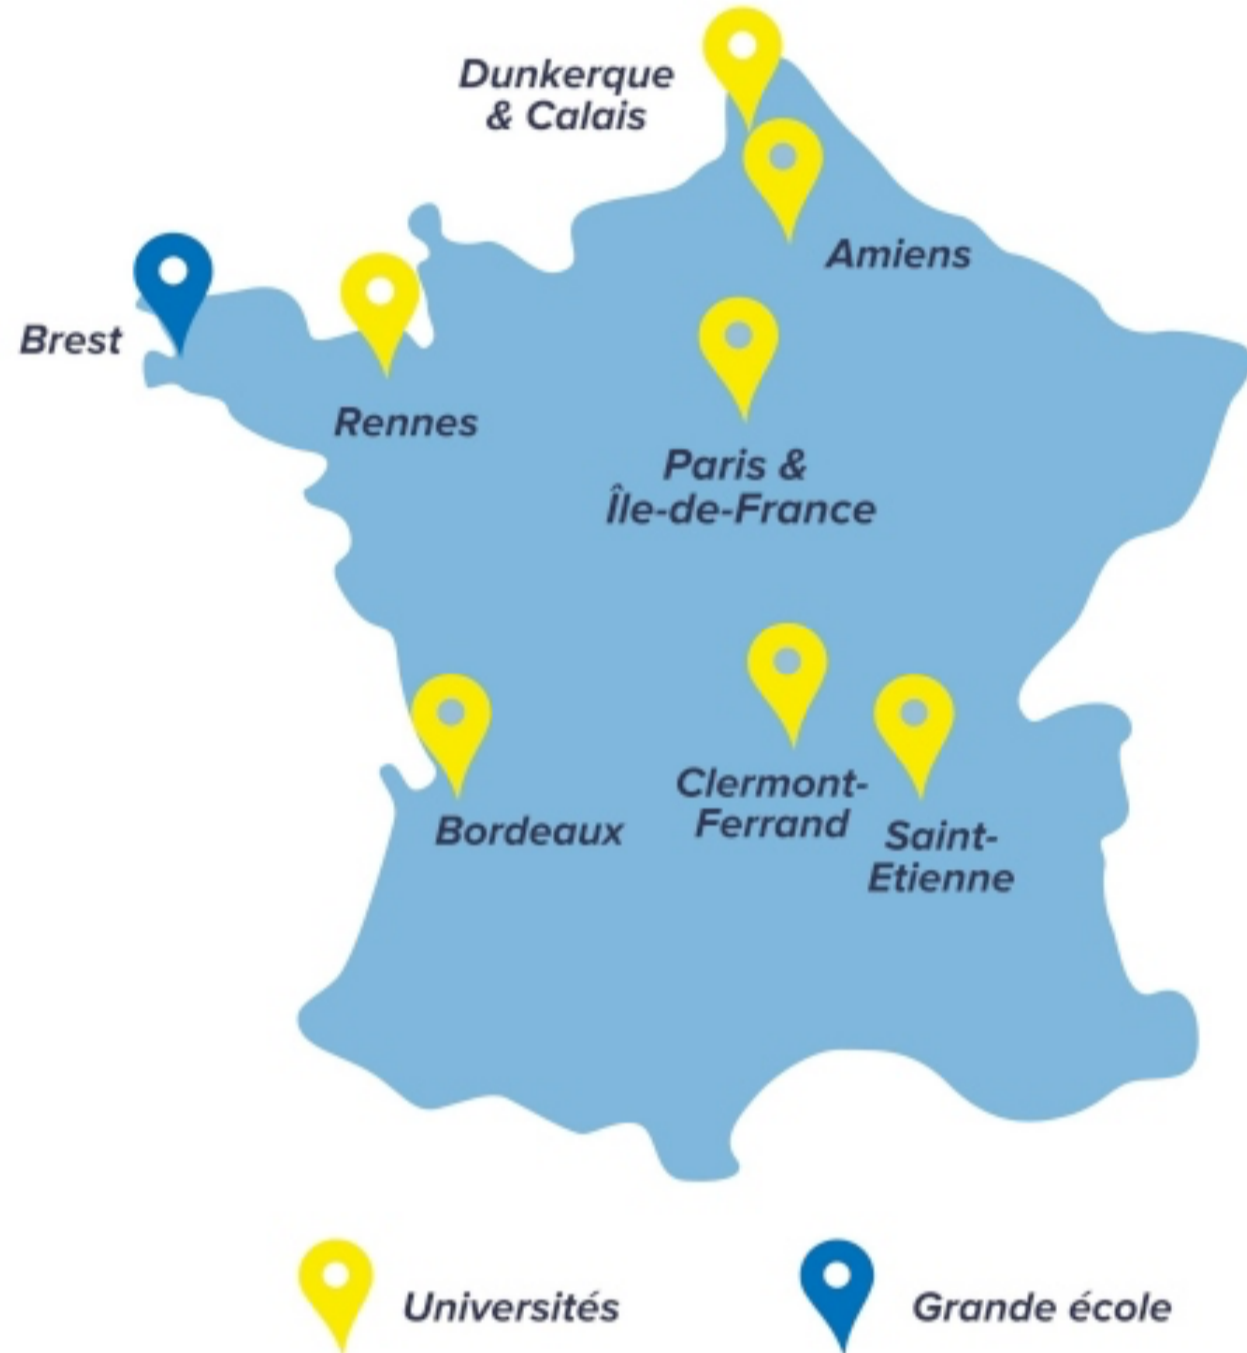 Dunkerque
& Calais
Amiens
Brest
Rennes
Paris &
Île-de-France
Clermont-
Ferrand
Bordeaux
Saint-
Etienne
Universités
Grande école